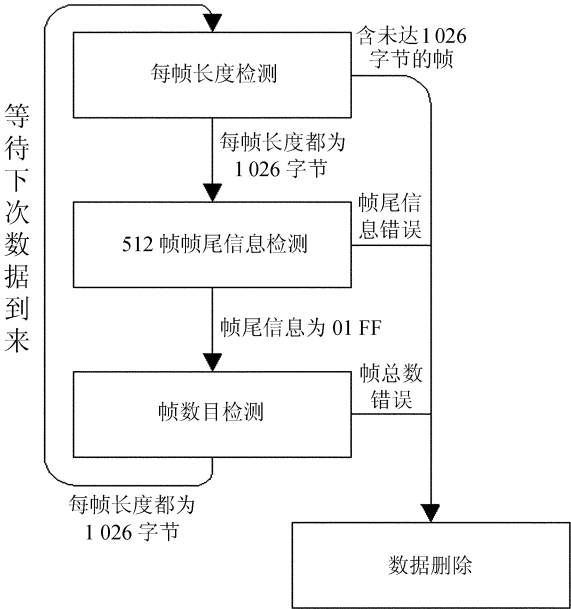 含未达1 026
字节的帧
每帧长度检测
等待下次数据到来
每帧长度都为
1 026 字节
帧尾信
息错误
512 帧帧尾信息检测
帧尾信息为 01 FF
帧总数
错误
帧数目检测
每帧长度都为
1 026 字节
数据删除